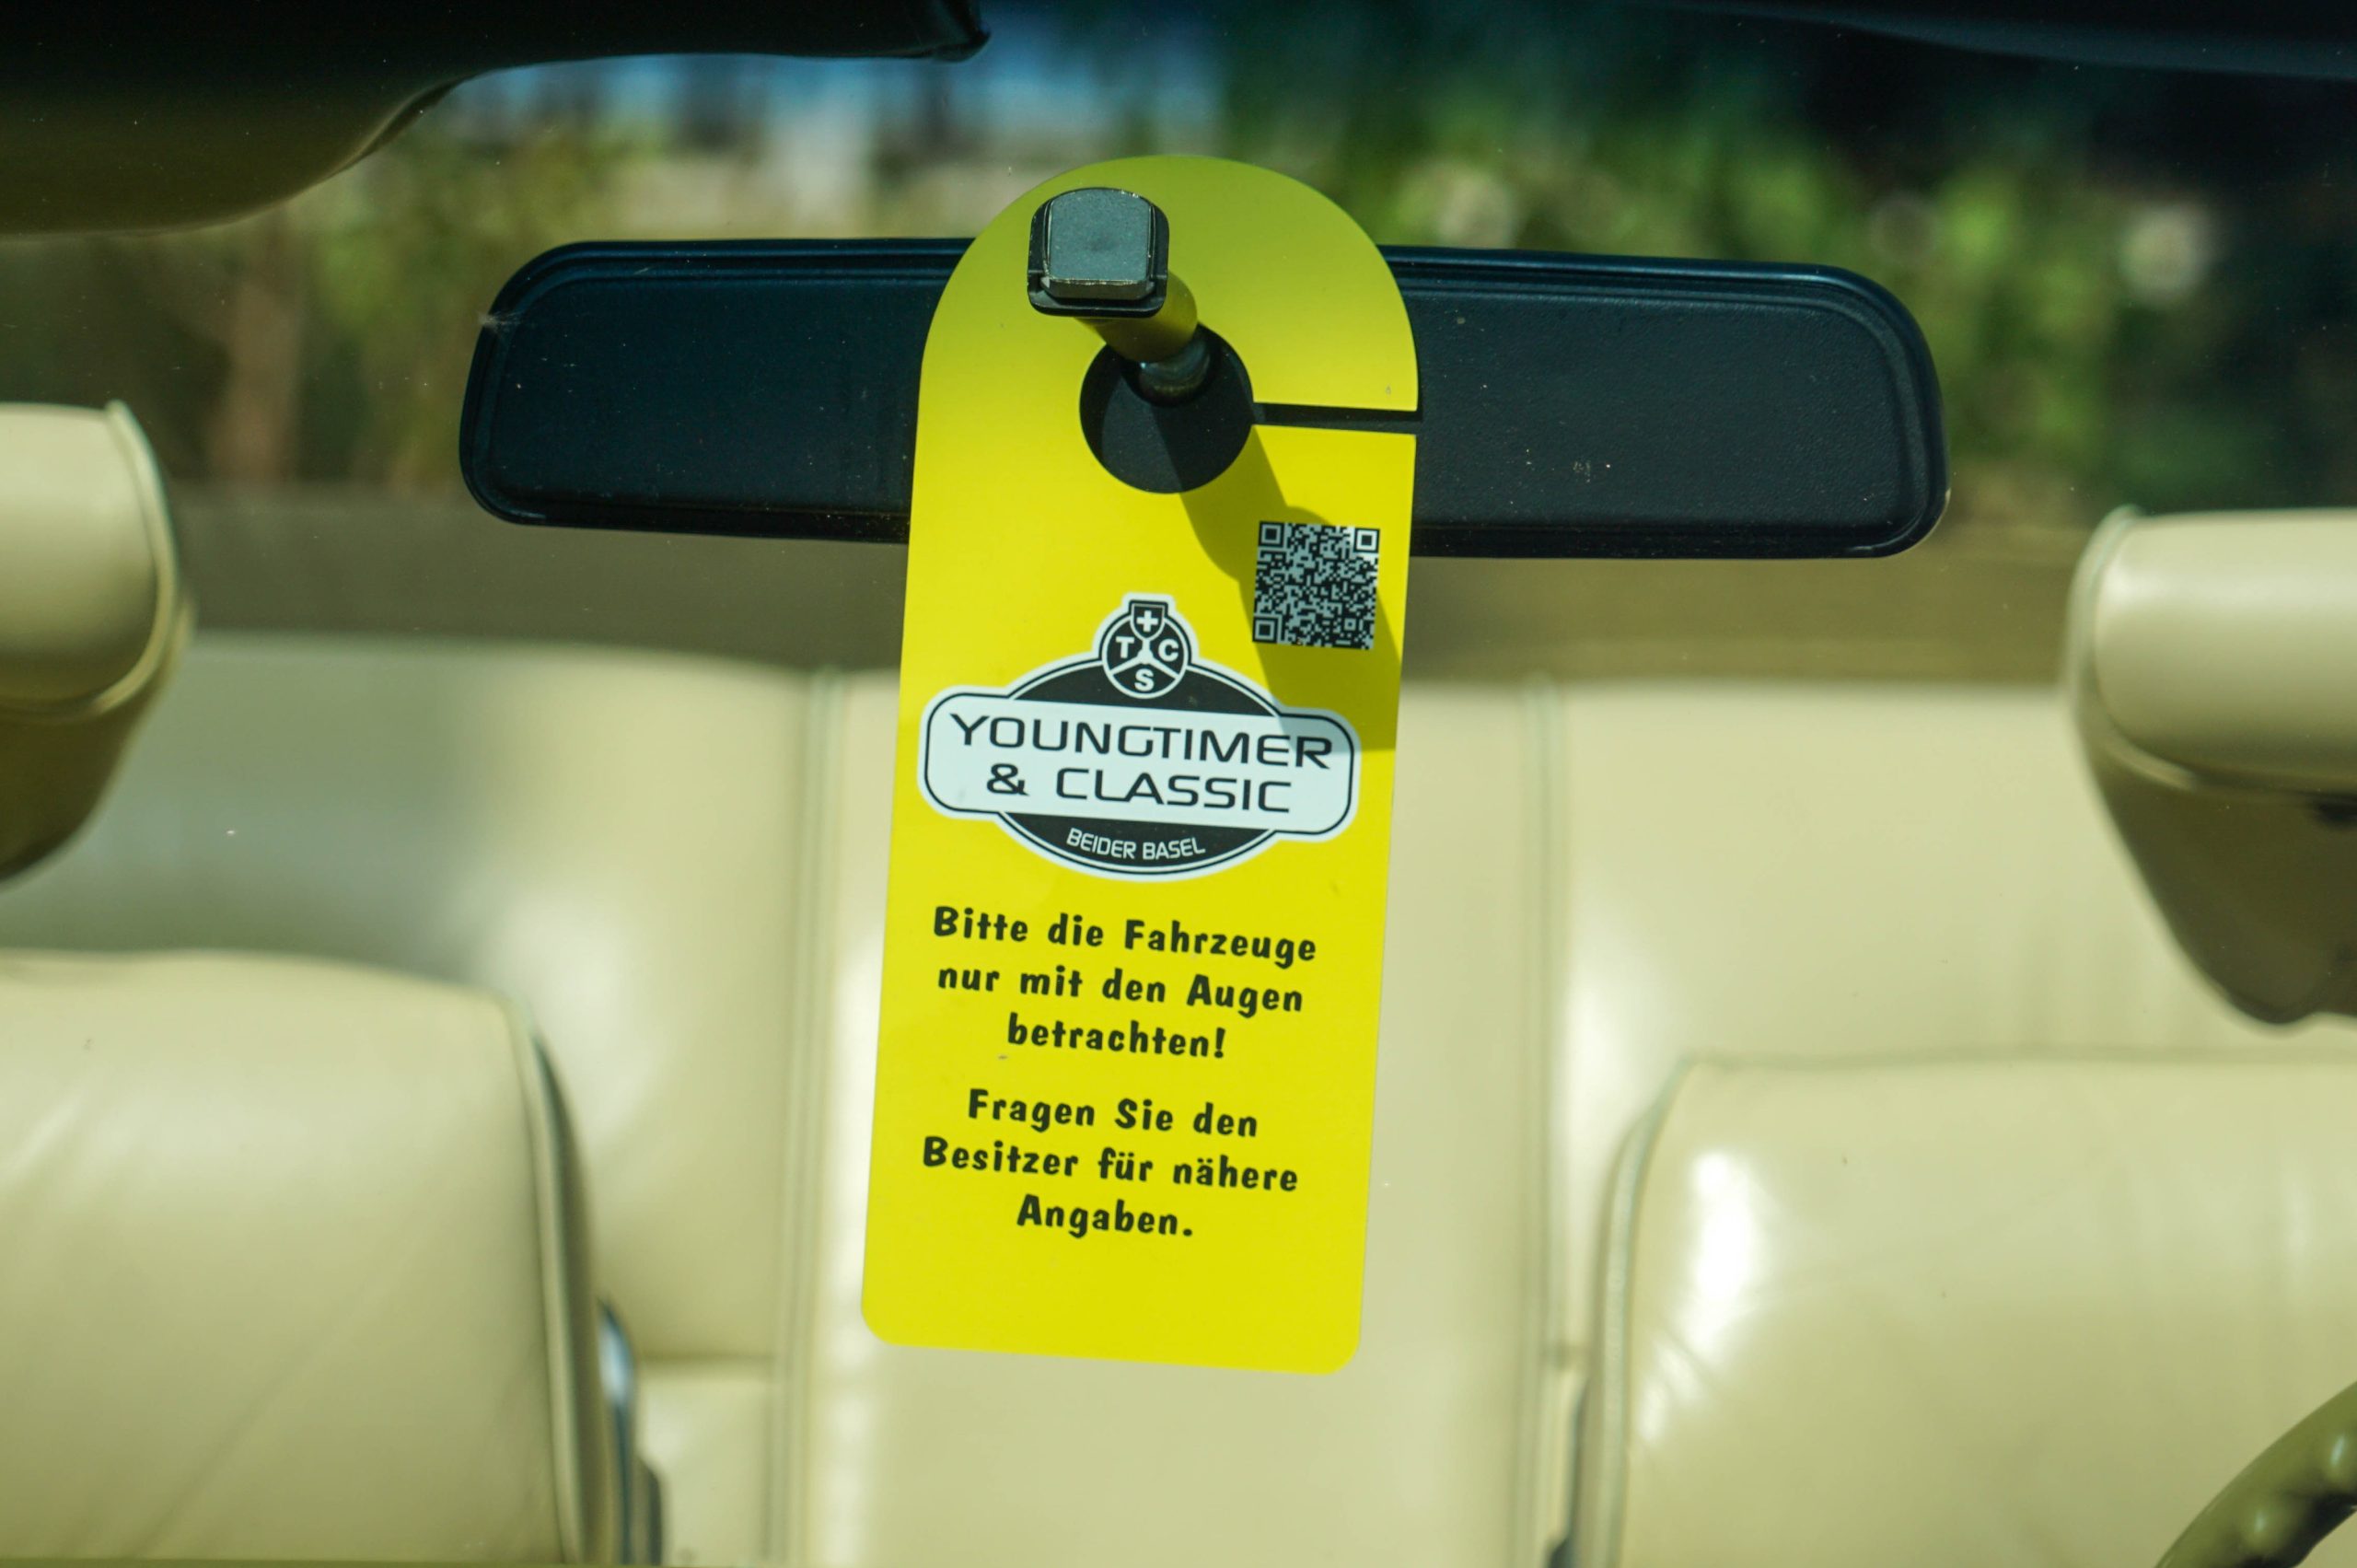 T C
S
YOUNGTIMER
& CLASSIC
BEIDER BASEL
Bitte die Fahrzeuge
nur mit den Augen
betrachten!
Fragen Sie den
Besitzer für nähere
Angaben.